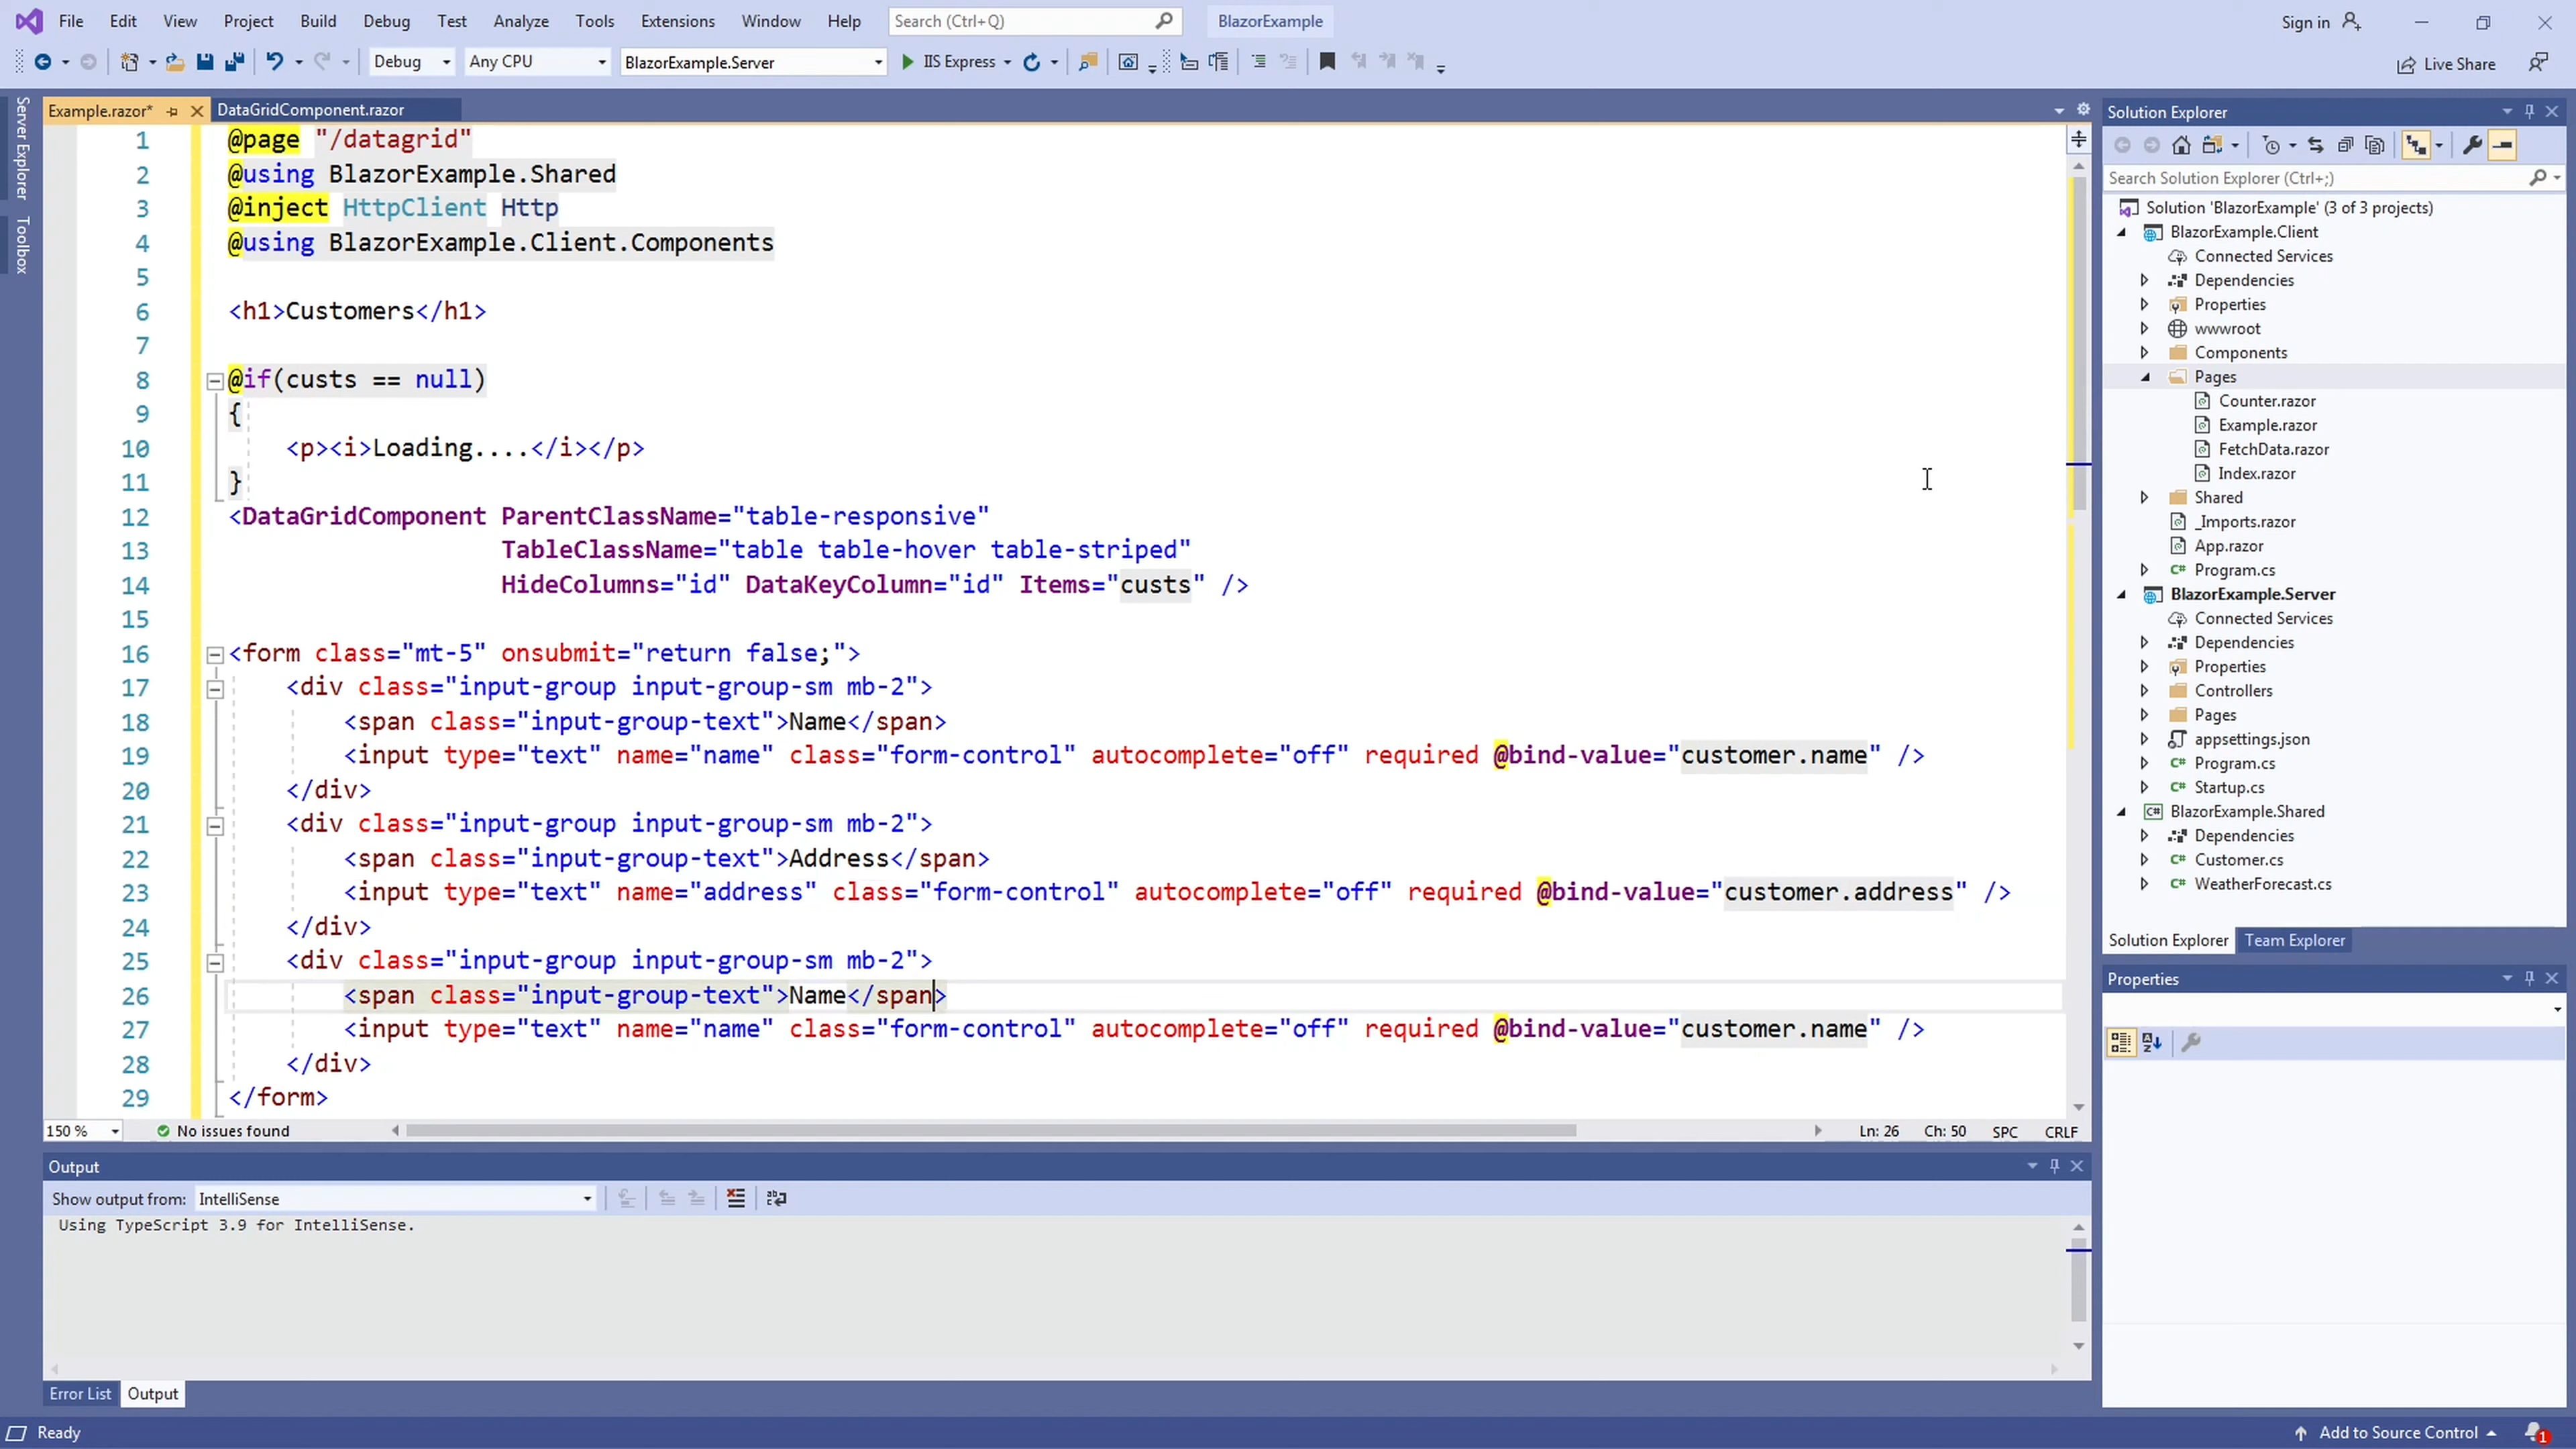 File Edit View Project Build Debug Test Analyze Tools Extensions Window Help Search (Ctrl+Q) BlazorExample Sign in
Debug Any CPU BlazorExample.Server IIS Express Live Share
Server Explorer
Toolbox
Example.razor* DataGridComponent.razor
1 @page "/datagrid"
2 @using BlazorExample.Shared
3 @inject HttpClient Http
4 @using BlazorExample.Client.Components
5
6 <h1>Customers</h1>
7
8 @if(custs == null)
9 {
10 <p><i>Loading....</i></p>
11 }
12 <DataGridComponent ParentClassName="table-responsive"
13 TableClassName="table table-hover table-striped"
14 HideColumns="id" DataKeyColumn="id" Items="custs" />
15
16 <form class="mt-5" onsubmit="return false;">
17 <div class="input-group input-group-sm mb-2">
18 <span class="input-group-text">Name</span>
19 <input type="text" name="name" class="form-control" autocomplete="off" required @bind-value="customer.name" />
20 </div>
21 <div class="input-group input-group-sm mb-2">
22 <span class="input-group-text">Address</span>
23 <input type="text" name="address" class="form-control" autocomplete="off" required @bind-value="customer.address" />
24 </div>
25 <div class="input-group input-group-sm mb-2">
26 <span class="input-group-text">Name</span>
27 <input type="text" name="name" class="form-control" autocomplete="off" required @bind-value="customer.name" />
28 </div>
29 </form>
150 % No issues found Ln: 26 Ch: 50 SPC CRLF
Output
Show output from: IntelliSense
Using TypeScript 3.9 for IntelliSense.
Error List Output
Solution Explorer
Search Solution Explorer (Ctrl+;)
Solution 'BlazorExample' (3 of 3 projects)
BlazorExample.Client
Connected Services
Dependencies
Properties
wwwroot
Components
Pages
Counter.razor
Example.razor
FetchData.razor
Index.razor
Shared
_Imports.razor
App.razor
C# Program.cs
BlazorExample.Server
Connected Services
Dependencies
Properties
Controllers
Pages
appsettings.json
C# Program.cs
C# Startup.cs
C# BlazorExample.Shared
Dependencies
C# Customer.cs
C# WeatherForecast.cs
Solution Explorer Team Explorer
Properties
Ready Add to Source Control 1